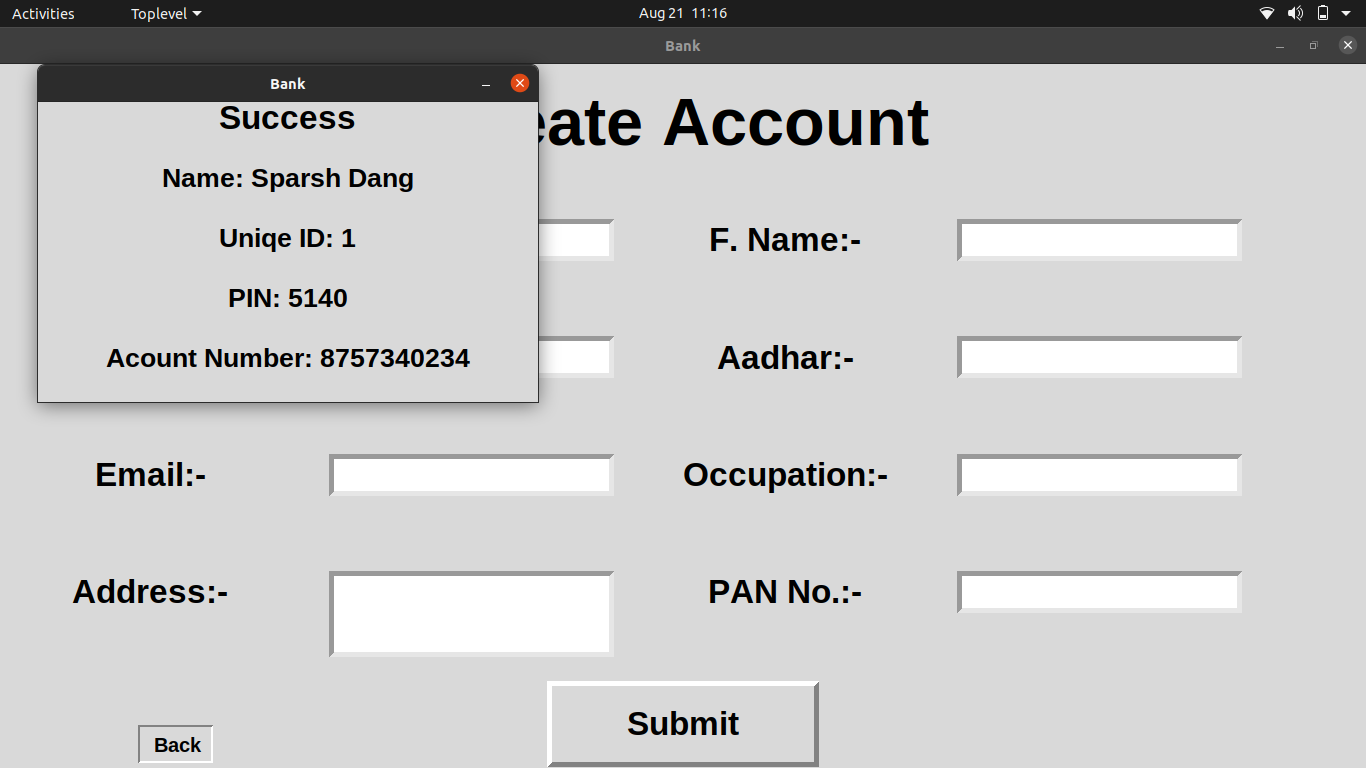 Activities Toplevel Aug 21 11:16
Bank
Bank
Success
Name: Sparsh Dang
Uniqe ID: 1
PIN: 5140
Acount Number: 8757340234
eate Account
F. Name:-
Aadhar:-
Email:- Occupation:-
Address:- PAN No.:-
Submit
Back